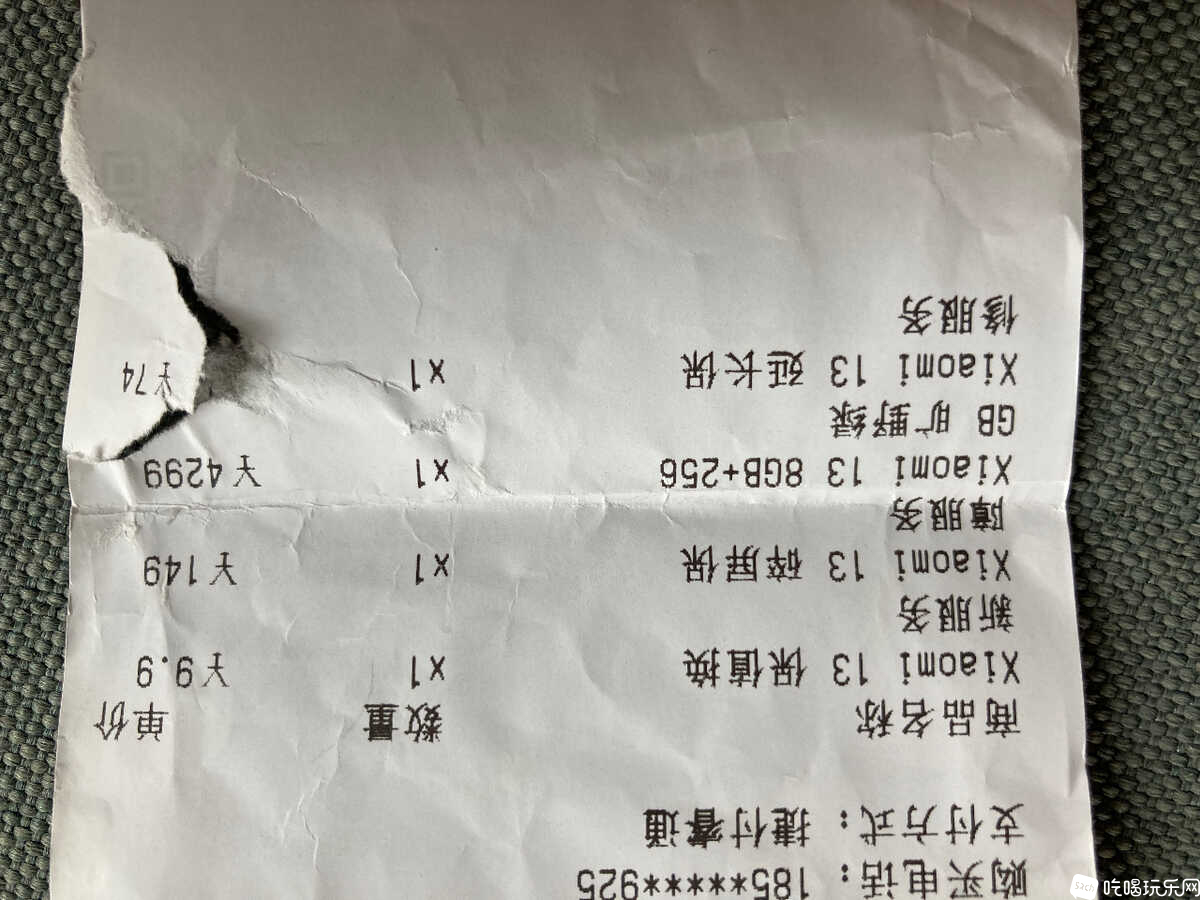 购买电话：185*****925
支付方式：捷付睿通
商品名称 数量 单价
Xiaomi 13 保值换 x1 ¥9.9
新服务
Xiaomi 13 碎屏保 x1 ¥149
障服务
Xiaomi 13 8GB+256 x1 ¥4299
GB 旷野绿
Xiaomi 13 延长保 x1 ¥74
修服务
吃喝玩乐网